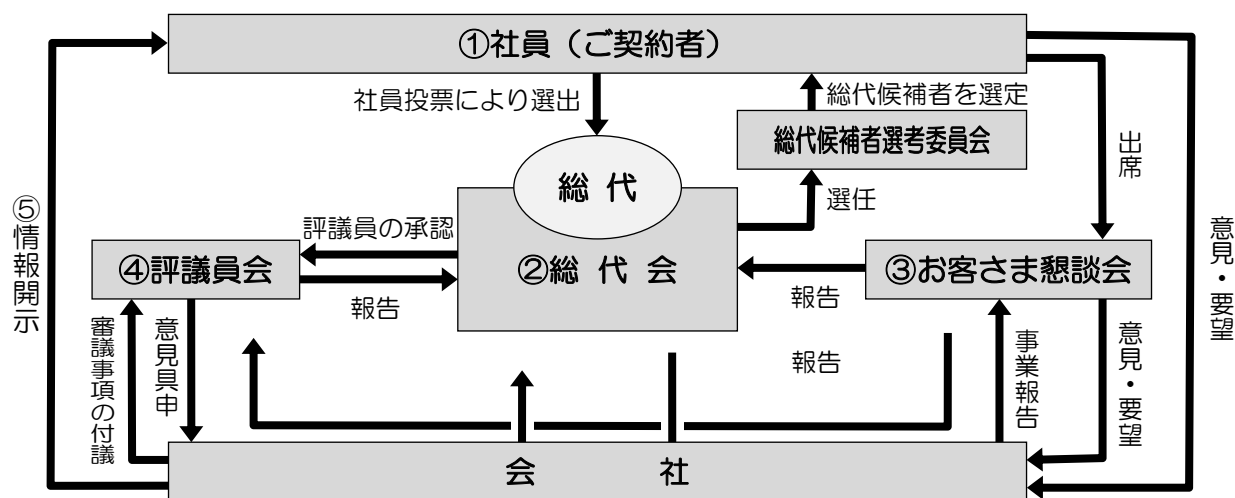 ①社員（ご契約者）
社員投票により選出
総代候補者を選定
総代候補者選考委員会
総 代
選任
出席
意見・要望
⑤情報開示
評議員の承認
④評議員会
②総 代 会
③お客さま懇談会
報告
報告
報告
審議事項の付議
意見具申
事業報告
意見・要望
会 社